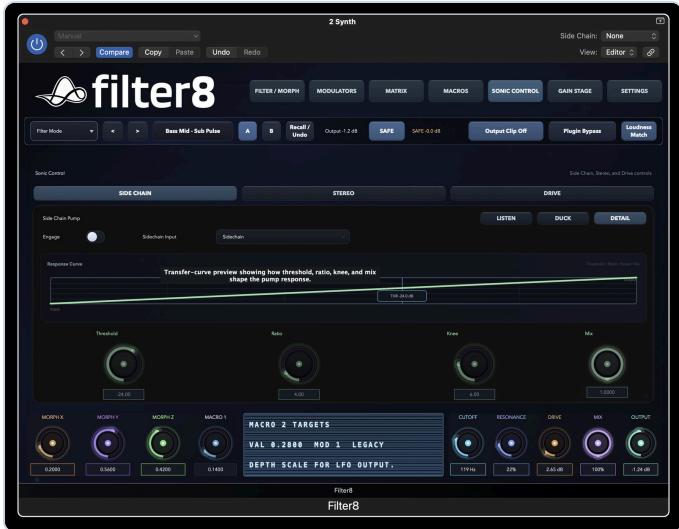 2 Synth
Manual
Side Chain: None
< > Compare Copy Paste Undo Redo
View: Editor
filter8
FILTER / MORPH MODULATORS MATRIX MACROS SONIC CONTROL GAIN STAGE SETTINGS
Filter Mode < > Bass Mid - Sub Pulse A B Recall / Undo Output -1.2 dB SAFE SAFE -0.0 dB Output Clip Off Plugin Bypass Loudness Match
Sonic Control
Side Chain, Stereo, and Drive controls
SIDE CHAIN STEREO DRIVE
Side Chain Pump
LISTEN DUCK DETAIL
Engage Sidechain Input Sidechain
Response Curve
Transfer-curve preview showing how threshold, ratio, knee, and mix
shape the pump response.
THR -24.0 dB
Input
Threshold Ratio Knee Mix
-24.00 4.00 6.00 1.0000
MORPH X MORPH Y MORPH Z MACRO 1
0.2000 0.5600 0.4200 0.1400
MACRO 2 TARGETS
VAL 0.2800 MOD 1 LEGACY
DEPTH SCALE FOR LFO OUTPUT.
CUTOFF RESONANCE DRIVE MIX OUTPUT
119 Hz 22% 2.65 dB 100% -1.24 dB
Filter8
Filter8